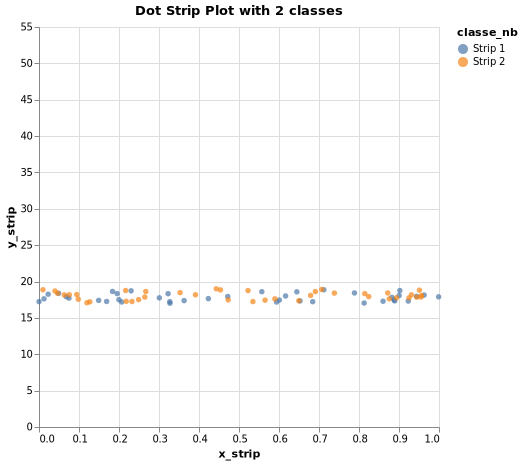 Dot Strip Plot with 2 classes
classe_nb
Strip 1
Strip 2
y_strip
55
50
45
40
35
30
25
20
15
10
5
0
0.0 0.1 0.2 0.3 0.4 0.5 0.6 0.7 0.8 0.9 1.0
x_strip